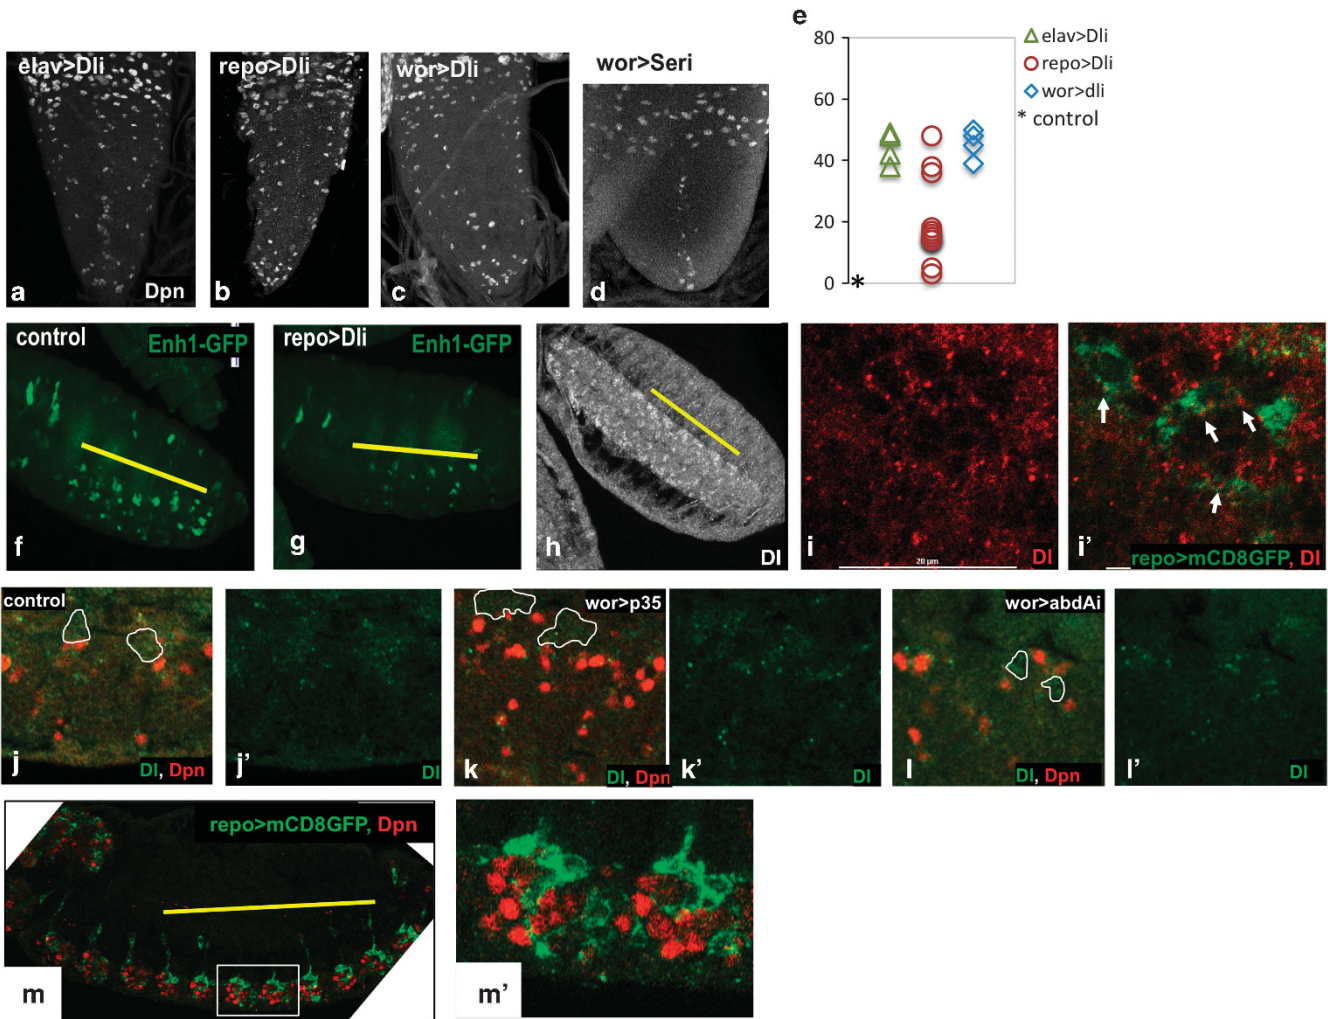 elav>Dli
Dpn
a
repo>Dli
b
wor>Dli
c
wor>Seri
d
e
80
60
40
20
0
*
elav>Dli
repo>Dli
wor>dli
* control
control
Enh1-GFP
f
repo>Dli
Enh1-GFP
g
h
Dl
i
20 µm
Dl
i’
repo>mCD8GFP, Dl
control
j
Dl, Dpn
j’
Dl
wor>p35
k
Dl, Dpn
k’
Dl
wor>abdAi
l
Dl, Dpn
l’
Dl
repo>mCD8GFP, Dpn
m
m’